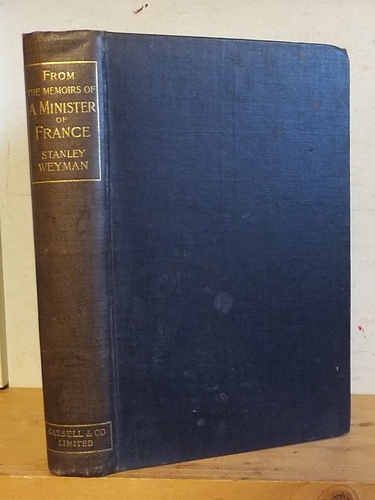 FROM
THE MEMOIRS OF
A MINISTER
OF
FRANCE
STANLEY
WEYMAN
CASSELL & CO
LIMITED